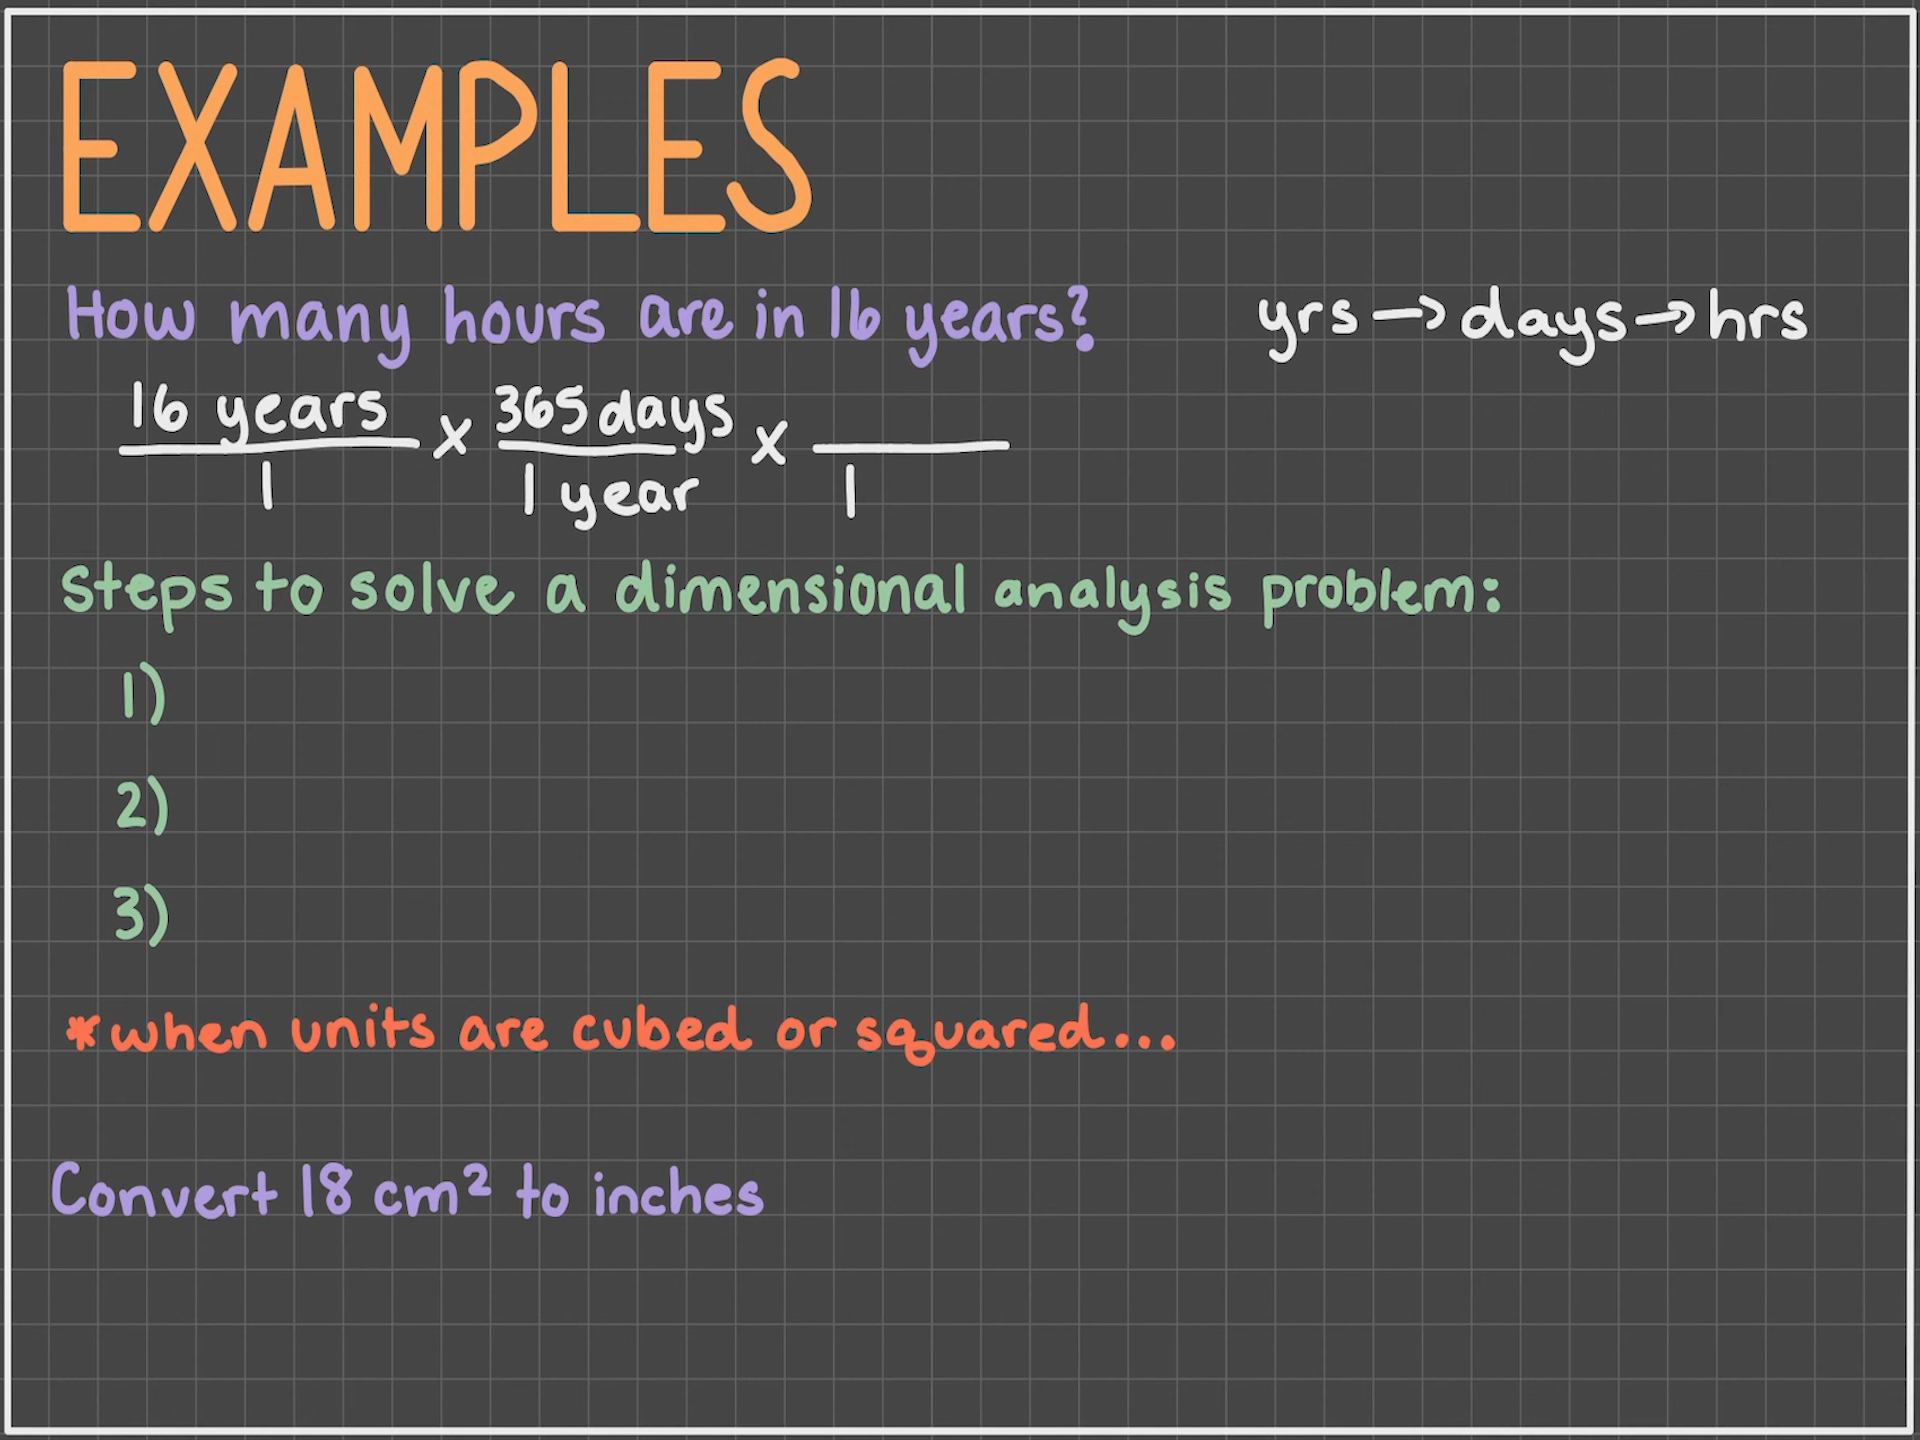 EXAMPLES
How many hours are in 16 years? yrs → days → hrs
16 years x 365 days x
1 1 year 1
Steps to solve a dimensional analysis problem:
1)
2)
3)
*when units are cubed or squared...
Convert 18 cm² to inches